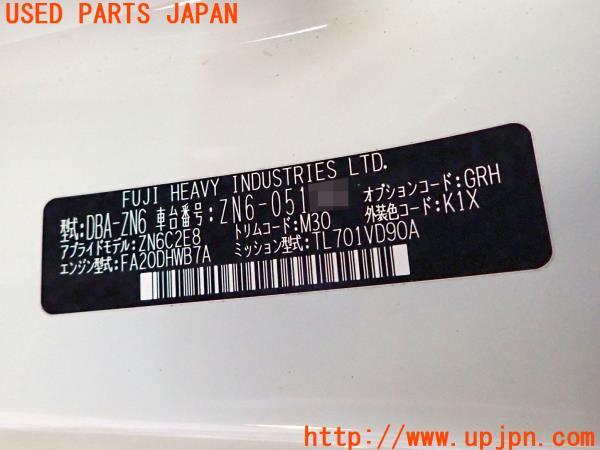 USED PARTS JAPAN
FUJI HEAVY INDUSTRIES LTD.
型式:DBA-ZN6 車台番号:ZN6-051 オプションコード:GRH
アプライドモデル:ZN6C2E8 トリムコード:M30 外装色コード:K1X
エンジン型式:FA20DHWB7A ミッション型式:TL701VD90A
http://www.upjpn.com/